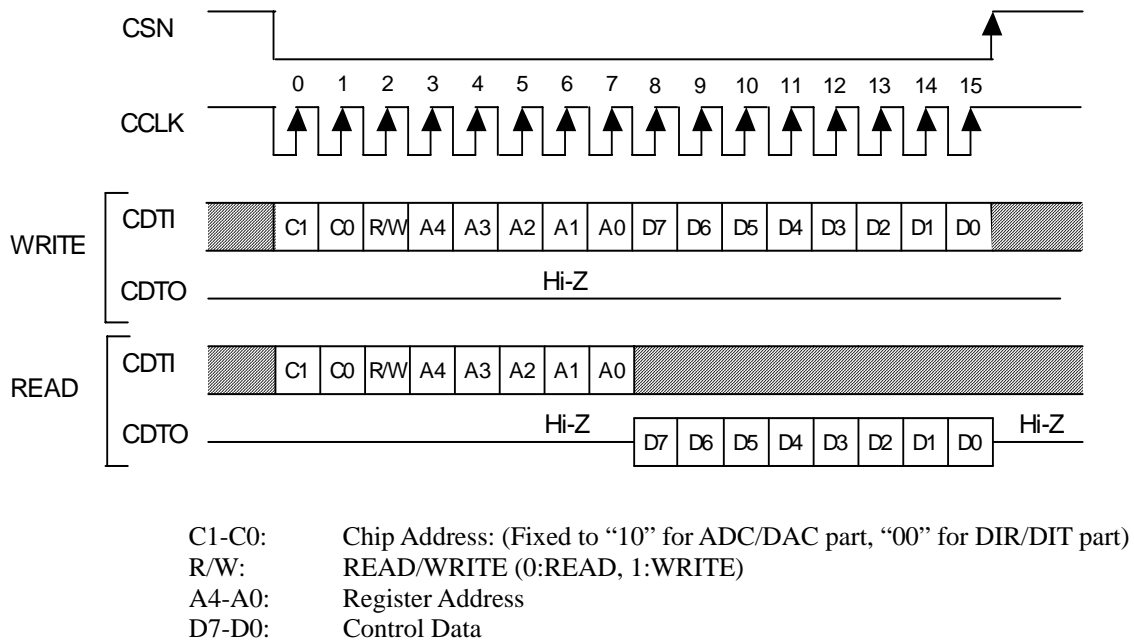 CSN
0 1 2 3 4 5 6 7 8 9 10 11 12 13 14 15
CCLK
WRITE
CDTI
C1 C0 R/W A4 A3 A2 A1 A0 D7 D6 D5 D4 D3 D2 D1 D0
CDTO
Hi-Z
READ
CDTI
C1 C0 R/W A4 A3 A2 A1 A0
CDTO
Hi-Z
D7 D6 D5 D4 D3 D2 D1 D0
Hi-Z
C1-C0: Chip Address: (Fixed to “10” for ADC/DAC part, “00” for DIR/DIT part)
R/W: READ/WRITE (0:READ, 1:WRITE)
A4-A0: Register Address
D7-D0: Control Data